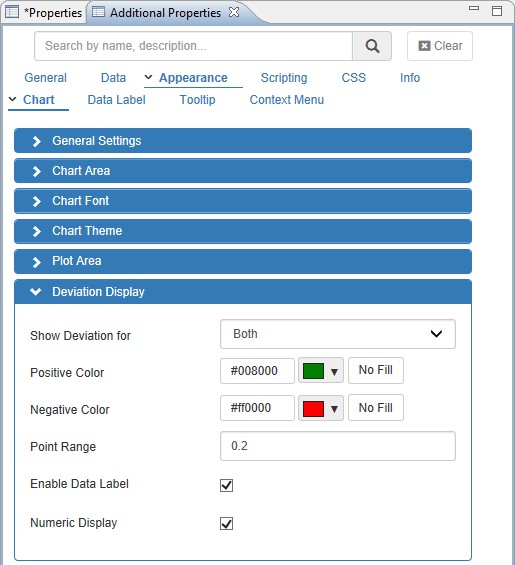 *Properties Additional Properties
Search by name, description... Clear
General Data Appearance Scripting CSS Info
Chart Data Label Tooltip Context Menu
General Settings
Chart Area
Chart Font
Chart Theme
Plot Area
Deviation Display
Show Deviation for Both
Positive Color #008000 No Fill
Negative Color #ff0000 No Fill
Point Range 0.2
Enable Data Label
Numeric Display